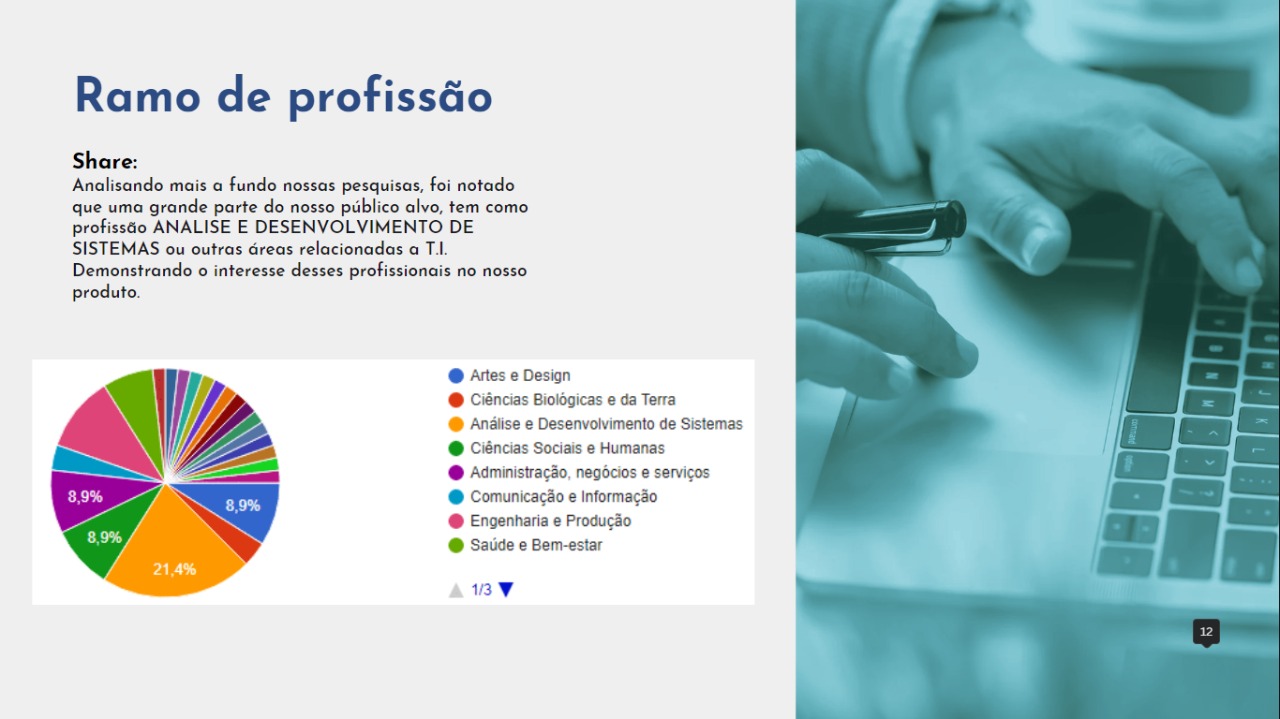 Ramo de profissão
Share:
Analisando mais a fundo nossas pesquisas, foi notado
que uma grande parte do nosso público alvo, tem como
profissão ANALISE E DESENVOLVIMENTO DE
SISTEMAS ou outras áreas relacionadas a T.I.
Demonstrando o interesse desses profissionais no nosso
produto.
8,9%
8,9%
8,9%
21,4%
Artes e Design
Ciências Biológicas e da Terra
Análise e Desenvolvimento de Sistemas
Ciências Sociais e Humanas
Administração, negócios e serviços
Comunicação e Informação
Engenharia e Produção
Saúde e Bem-estar
1/3
12